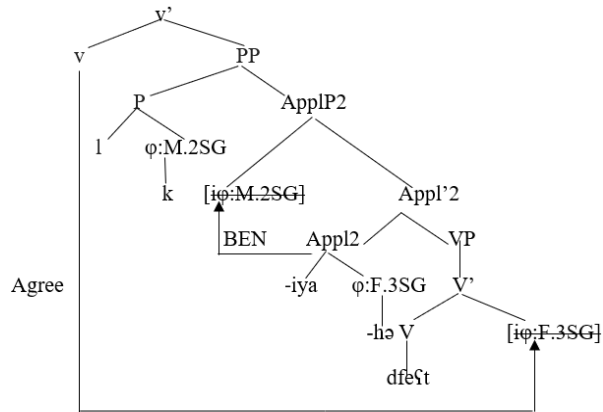 v’
v PP
P ApplP2
l φ:M.2SG
k [iφ:M.2SG] Appl’2
BEN Appl2 VP
Agree -iya φ:F.3SG V’
-hə V [iφ:F.3SG]
dfeʕt